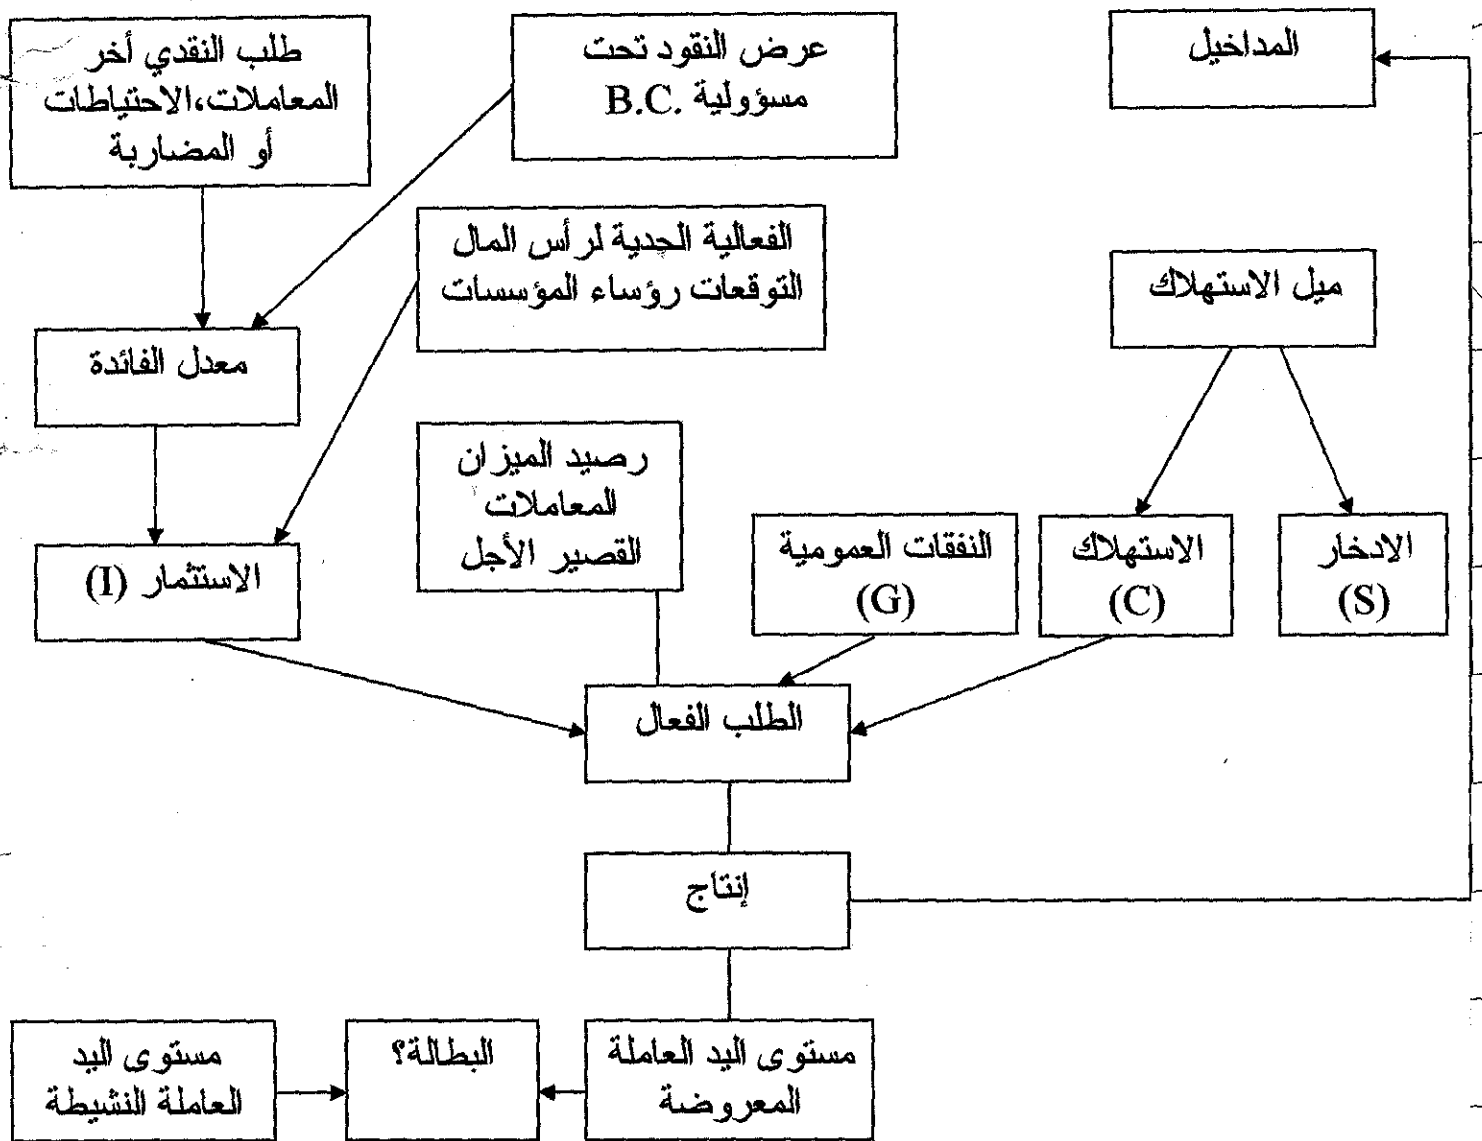 المداخيل
عرض النقود تحت
مسؤولية B.C.
طلب النقدي أخر
المعاملات،الاحتياطات
أو المضاربة
الفعالية الحدية لرأس المال
التوقعات رؤساء المؤسسات
ميل الاستهلاك
معدل الفائدة
رصيد الميزان
المعاملات
القصير الأجل
الادخار
(S)
الاستهلاك
(C)
النفقات العمومية
(G)
الاستثمار (I)
الطلب الفعال
إنتاج
مستوى اليد العاملة
المعروضة
البطالة؟
مستوى اليد
العاملة النشيطة